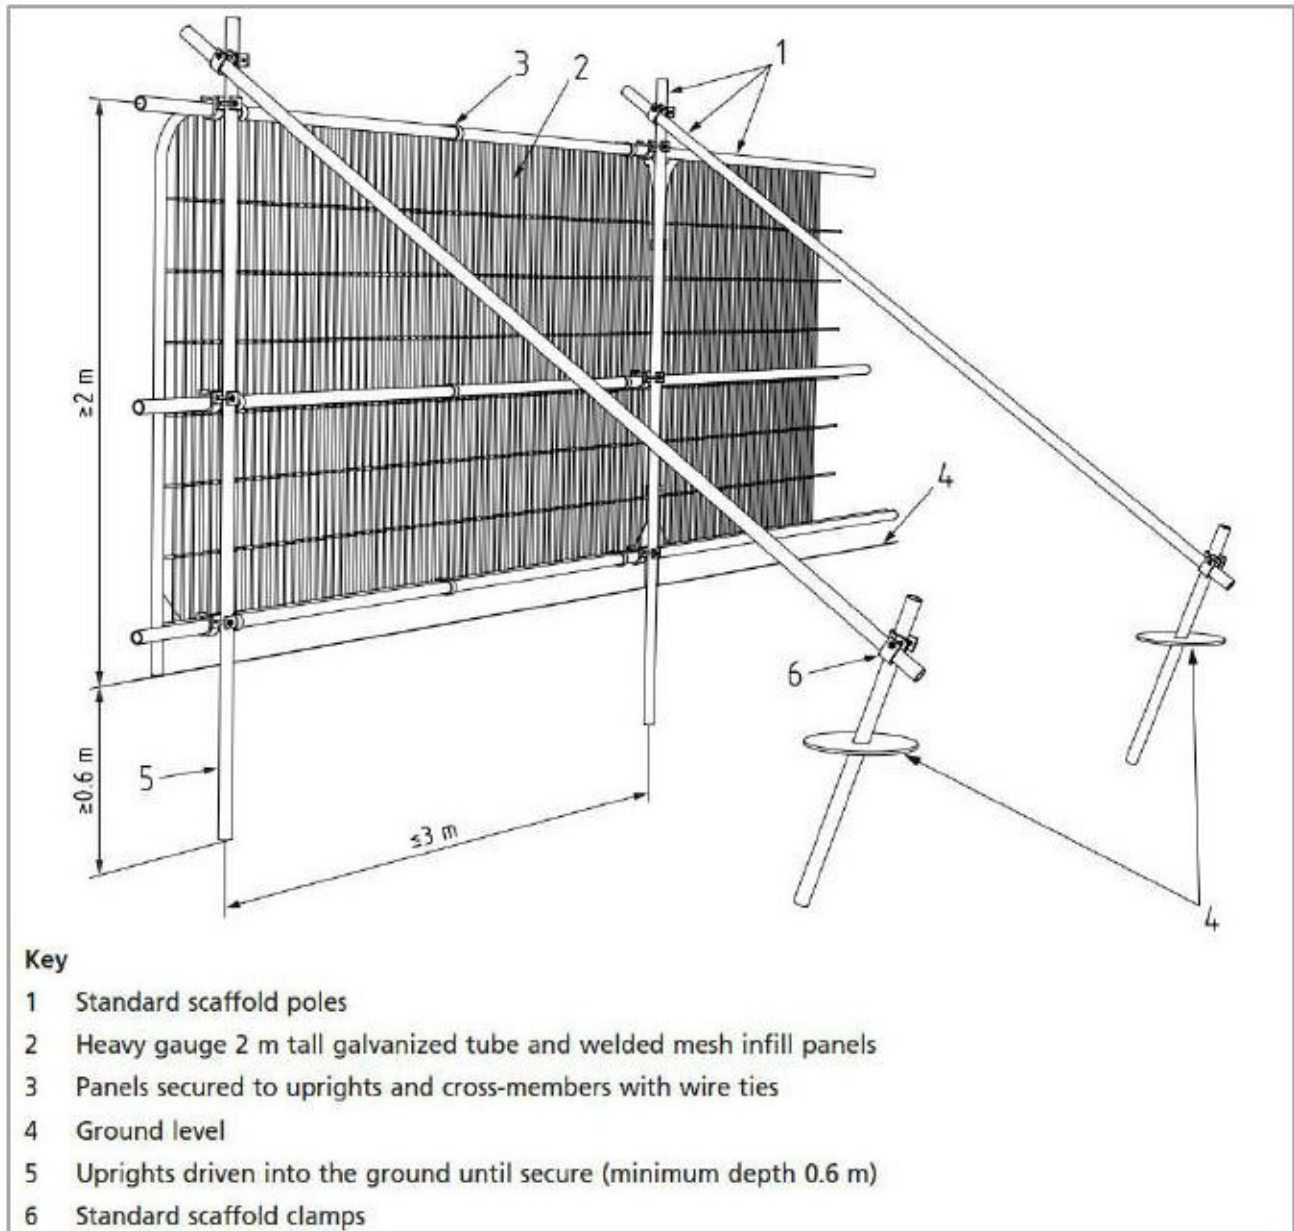 3
2
1
≥2 m
4
6
5
≥0.6 m
≤3 m
4
Key
1 Standard scaffold poles
2 Heavy gauge 2 m tall galvanized tube and welded mesh infill panels
3 Panels secured to uprights and cross-members with wire ties
4 Ground level
5 Uprights driven into the ground until secure (minimum depth 0.6 m)
6 Standard scaffold clamps